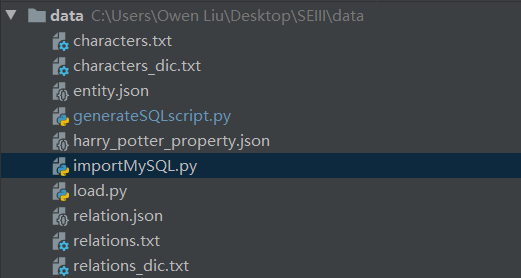 data C:\Users\Owen Liu\Desktop\SEIII\data
characters.txt
characters_dic.txt
entity.json
generateSQLscript.py
harry_potter_property.json
importMySQL.py
load.py
relation.json
relations.txt
relations_dic.txt